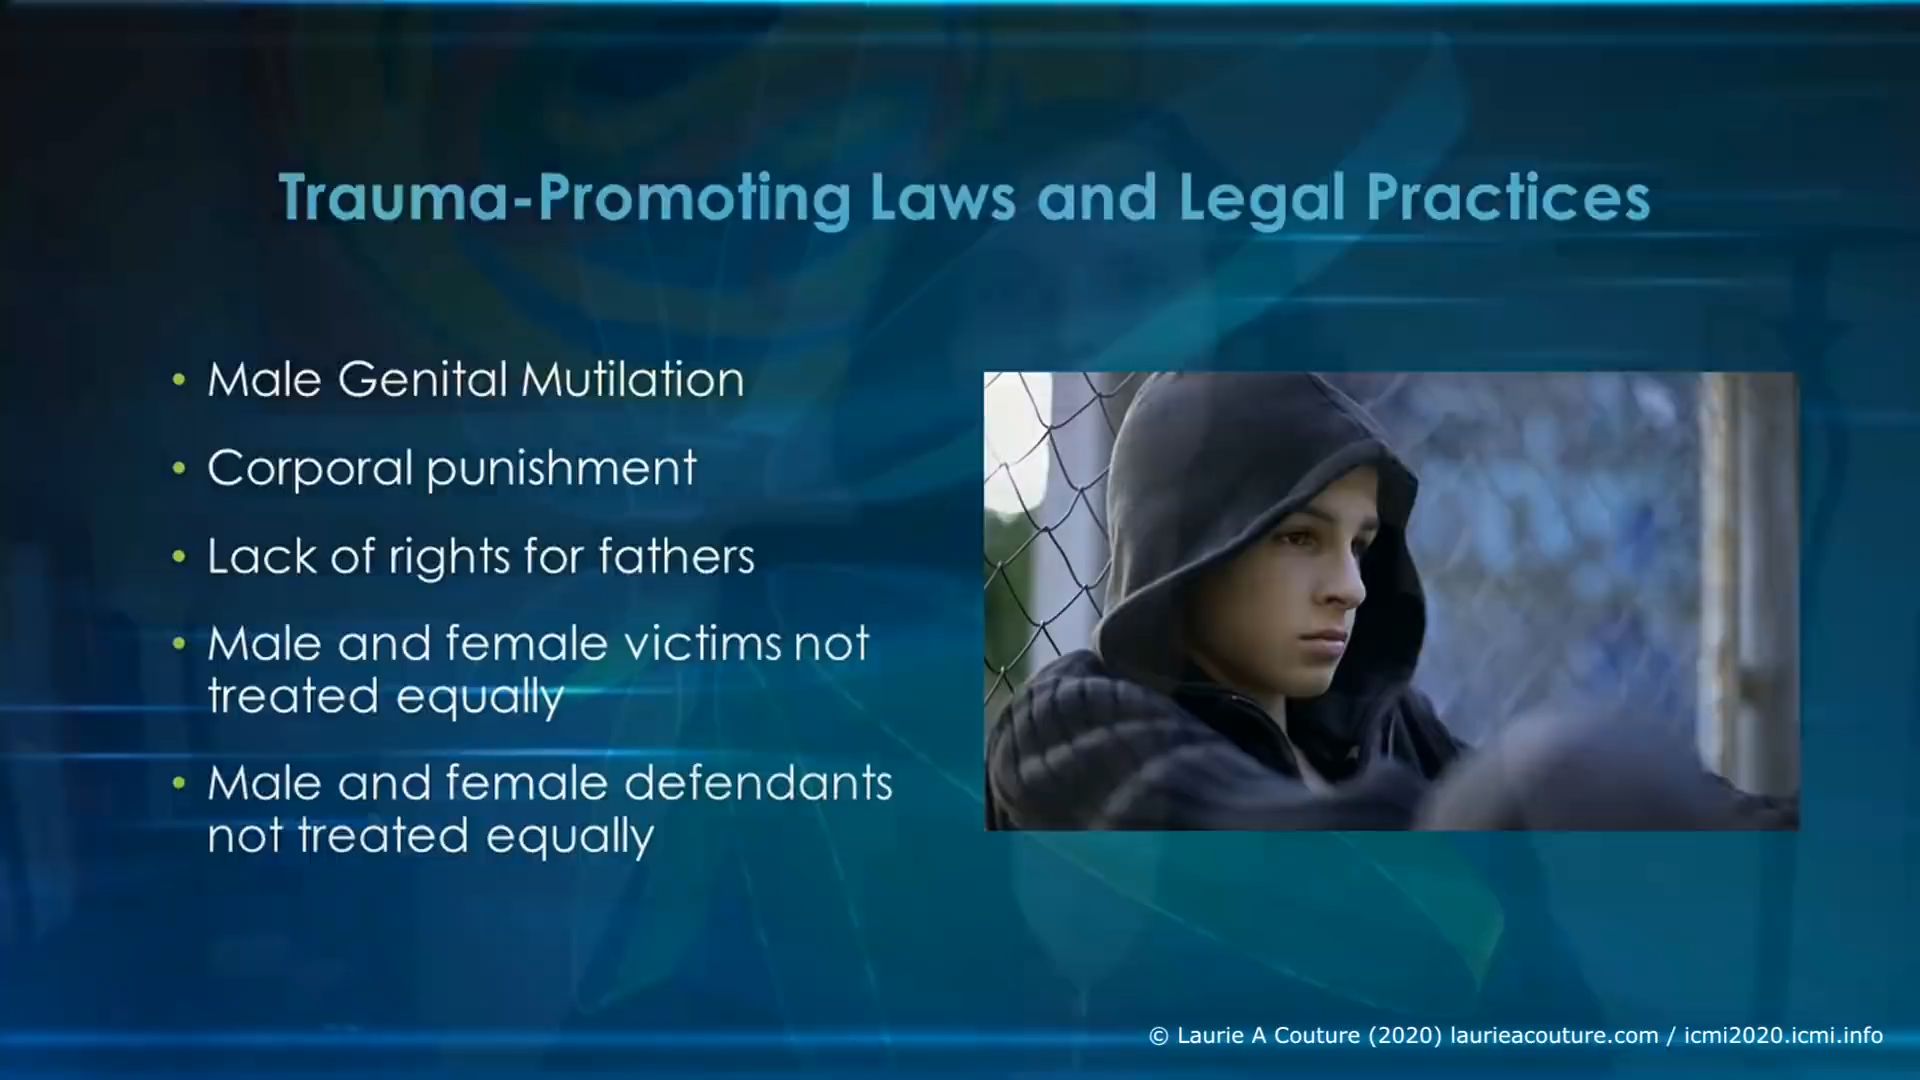 Trauma-Promoting Laws and Legal Practices
• Male Genital Mutilation
• Corporal punishment
• Lack of rights for fathers
• Male and female victims not
treated equally
• Male and female defendants
not treated equally
© Laurie A Couture (2020) laurieacouture.com / icmi2020.icmi.info